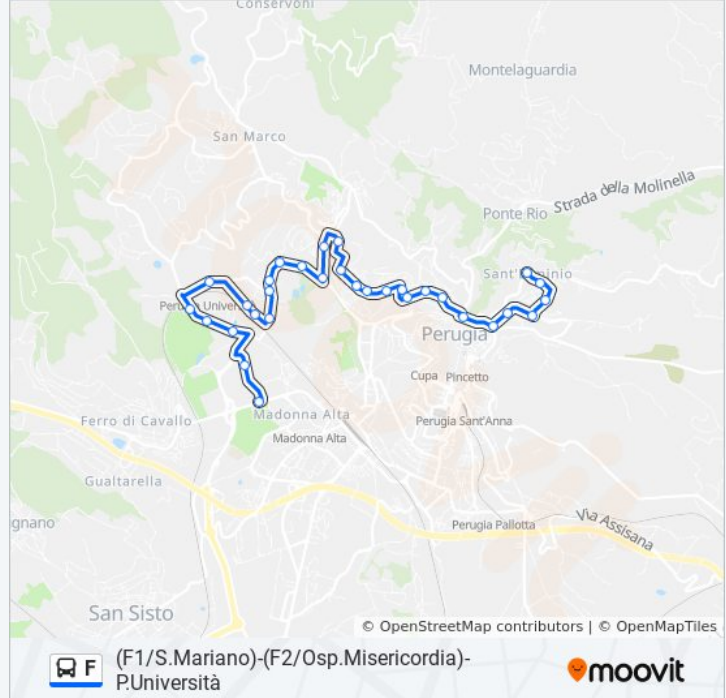 Conservoni
Montelaguardia
San Marco
Strada della Molinella
Ponte Rio
Perugia
Cupa
Pincetto
Ferro di Cavallo
Madonna Alta
Madonna Alta
Perugia Sant'Anna
Gualtarella
gnano
Perugia Pallotta
Via Assisana
San Sisto
© OpenStreetMap contributors | © OpenMapTiles
F
(F1/S.Mariano)-(F2/Osp.Misericordia)-
P.Università
moovit